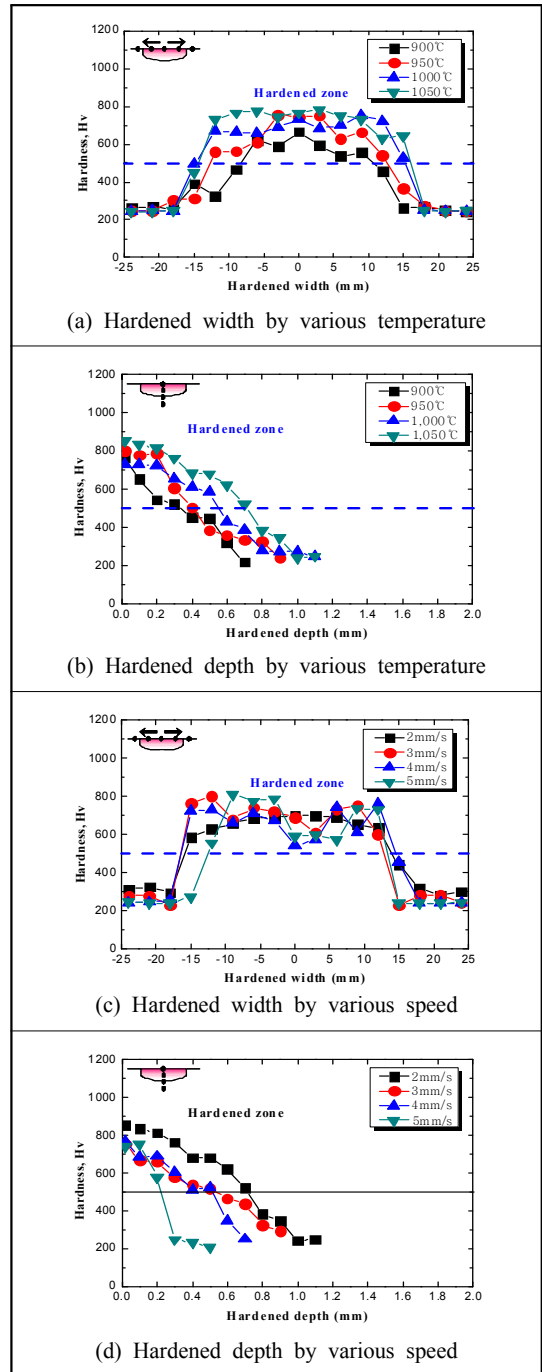 1200
1000
800
600
400
200
0
Hardness, Hv
Hardened zone
900℃
950℃
1000℃
1050℃
-25 -20 -15 -10 -5 0 5 10 15 20 25
Hardened width (mm)
(a) Hardened width by various temperature
1200
1000
800
600
400
200
0
Hardness, Hv
Hardened zone
900℃
950℃
1,000℃
1,050℃
0.0 0.2 0.4 0.6 0.8 1.0 1.2 1.4 1.6 1.8 2.0
Hardened depth (mm)
(b) Hardened depth by various temperature
1200
1000
800
600
400
200
0
Hardness, Hv
Hardened zone
2mm/s
3mm/s
4mm/s
5mm/s
-25 -20 -15 -10 -5 0 5 10 15 20 25
Hardened width (mm)
(c) Hardened width by various speed
1200
1000
800
600
400
200
0
Hardness, Hv
Hardened zone
2mm/s
3mm/s
4mm/s
5mm/s
0.0 0.2 0.4 0.6 0.8 1.0 1.2 1.4 1.6 1.8 2.0
Hardened depth (mm)
(d) Hardened depth by various speed